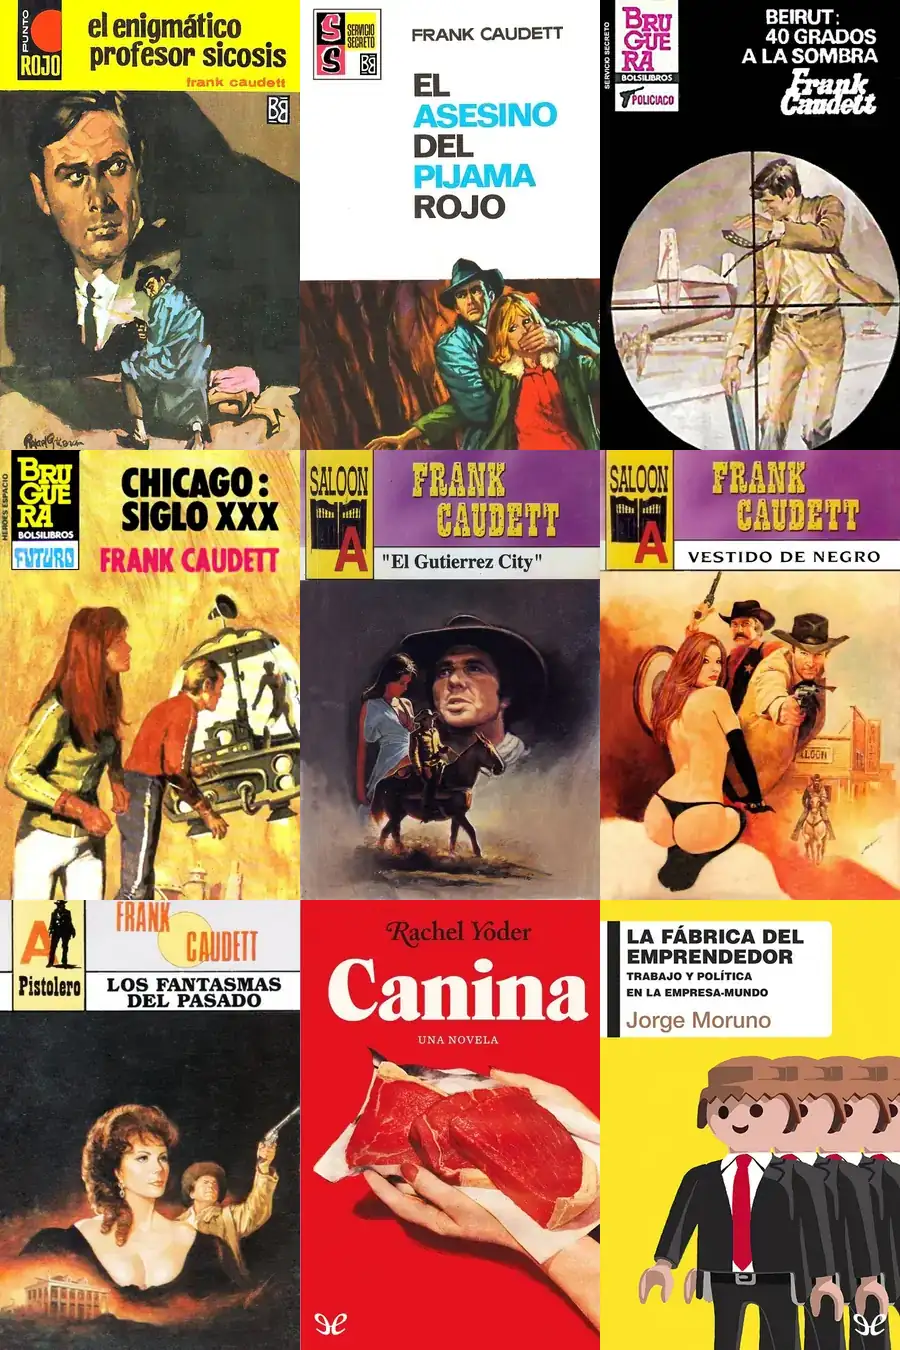 PUNTO
ROJO
el enigmático
profesor sicosis
frank caudett
BB
SS
SERVICIO
SECRETO
BB
FRANK CAUDETT
EL
ASESINO
DEL
PIJAMA
ROJO
SERVICIO SECRETO
BRU
GUE
RA
BOLSILIBROS
POLICIACO
BEIRUT:
40 GRADOS
A LA SOMBRA
Frank
Caudett
HEROES ESPACIO
BRU
GUE
RA
BOLSILIBROS
FUTURO
CHICAGO:
SIGLO XXX
FRANK CAUDETT
SALOON
A
FRANK
CAUDETT
"El Gutierrez City"
SALOON
A
FRANK
CAUDETT
VESTIDO DE NEGRO
SALOON
A
Pistolero
FRANK
CAUDETT
LOS FANTASMAS
DEL PASADO
Rachel Yoder
Canina
UNA NOVELA
LA FÁBRICA DEL
EMPRENDEDOR
TRABAJO Y POLÍTICA
EN LA EMPRESA-MUNDO
Jorge Moruno